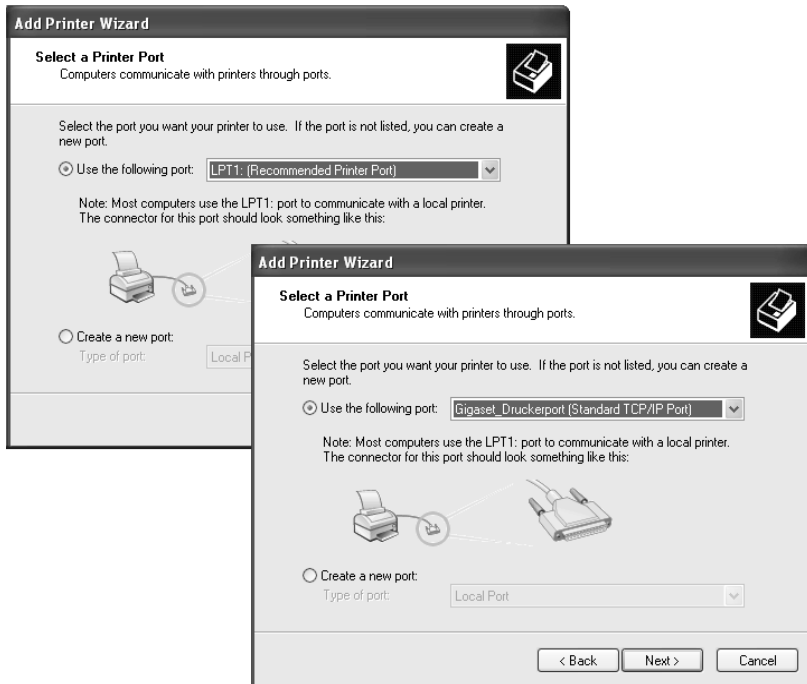 Add Printer Wizard
Select a Printer Port
Computers communicate with printers through ports.
Select the port you want your printer to use.  If the port is not listed, you can create a
new port.
Use the following port:
LPT1: (Recommended Printer Port)
Note: Most computers use the LPT1: port to communicate with a local printer.
The connector for this port should look something like this:
Create a new port:
Type of port:
Local P
Add Printer Wizard
Select a Printer Port
Computers communicate with printers through ports.
Select the port you want your printer to use.  If the port is not listed, you can create a
new port.
Use the following port:
Gigaset_Druckerport (Standard TCP/IP Port)
Note: Most computers use the LPT1: port to communicate with a local printer.
The connector for this port should look something like this:
Create a new port:
Type of port:
Local Port
< Back
Next >
Cancel